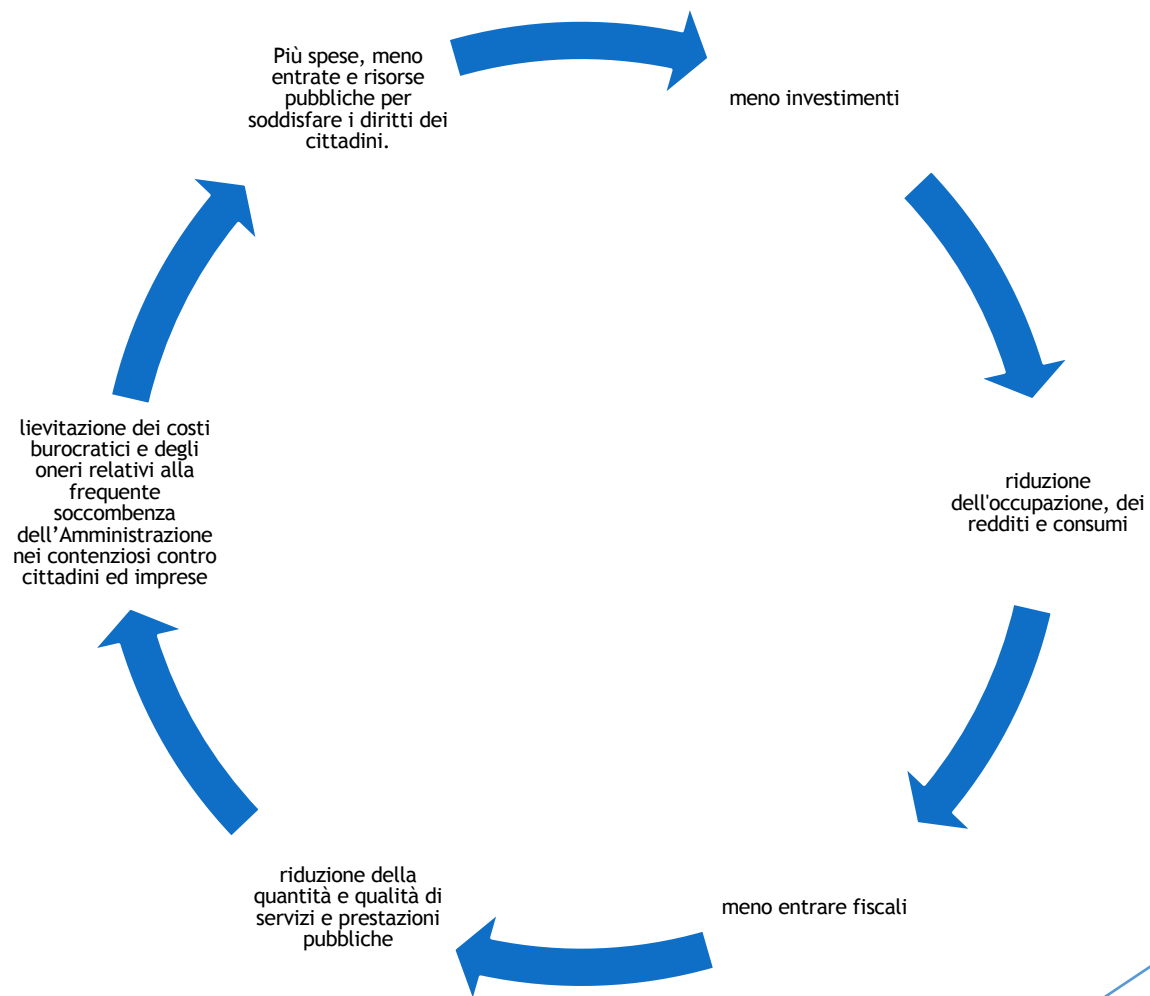 Più spese, meno
entrate e risorse
pubbliche per
soddisfare i diritti dei
cittadini.
meno investimenti
riduzione
dell'occupazione, dei
redditi e consumi
meno entrare fiscali
riduzione della
quantità e qualità di
servizi e prestazioni
pubbliche
lievitazione dei costi
burocratici e degli
oneri relativi alla
frequente
soccombenza
dell’Amministrazione
nei contenziosi contro
cittadini ed imprese